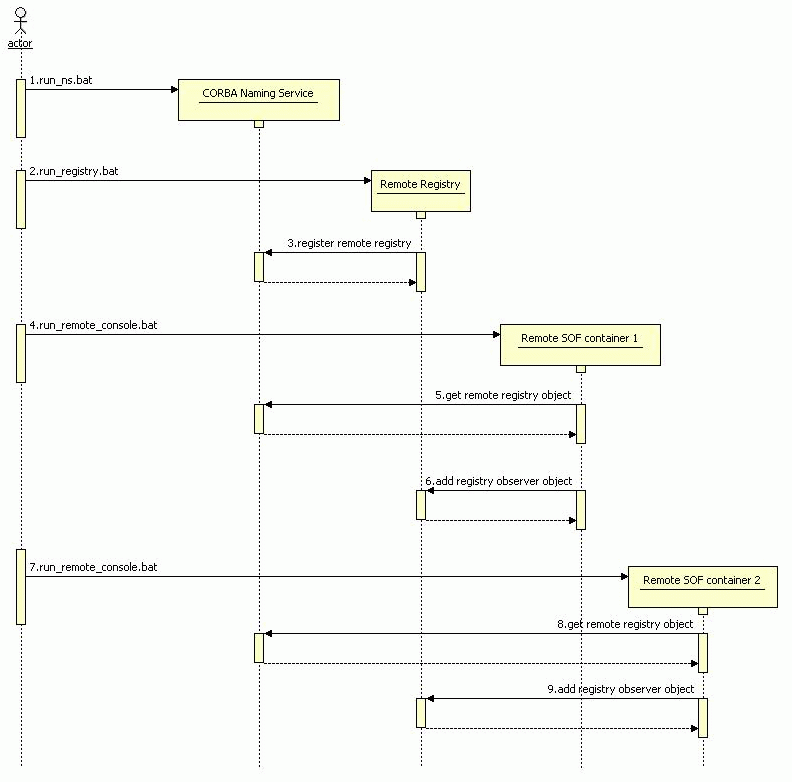 actor
1.run_ns.bat
CORBA Naming Service
2.run_registry.bat
Remote Registry
3.register remote registry
4.run_remote_console.bat
Remote SOF container 1
5.get remote registry object
6.add registry observer object
7.run_remote_console.bat
Remote SOF container 2
8.get remote registry object
9.add registry observer object